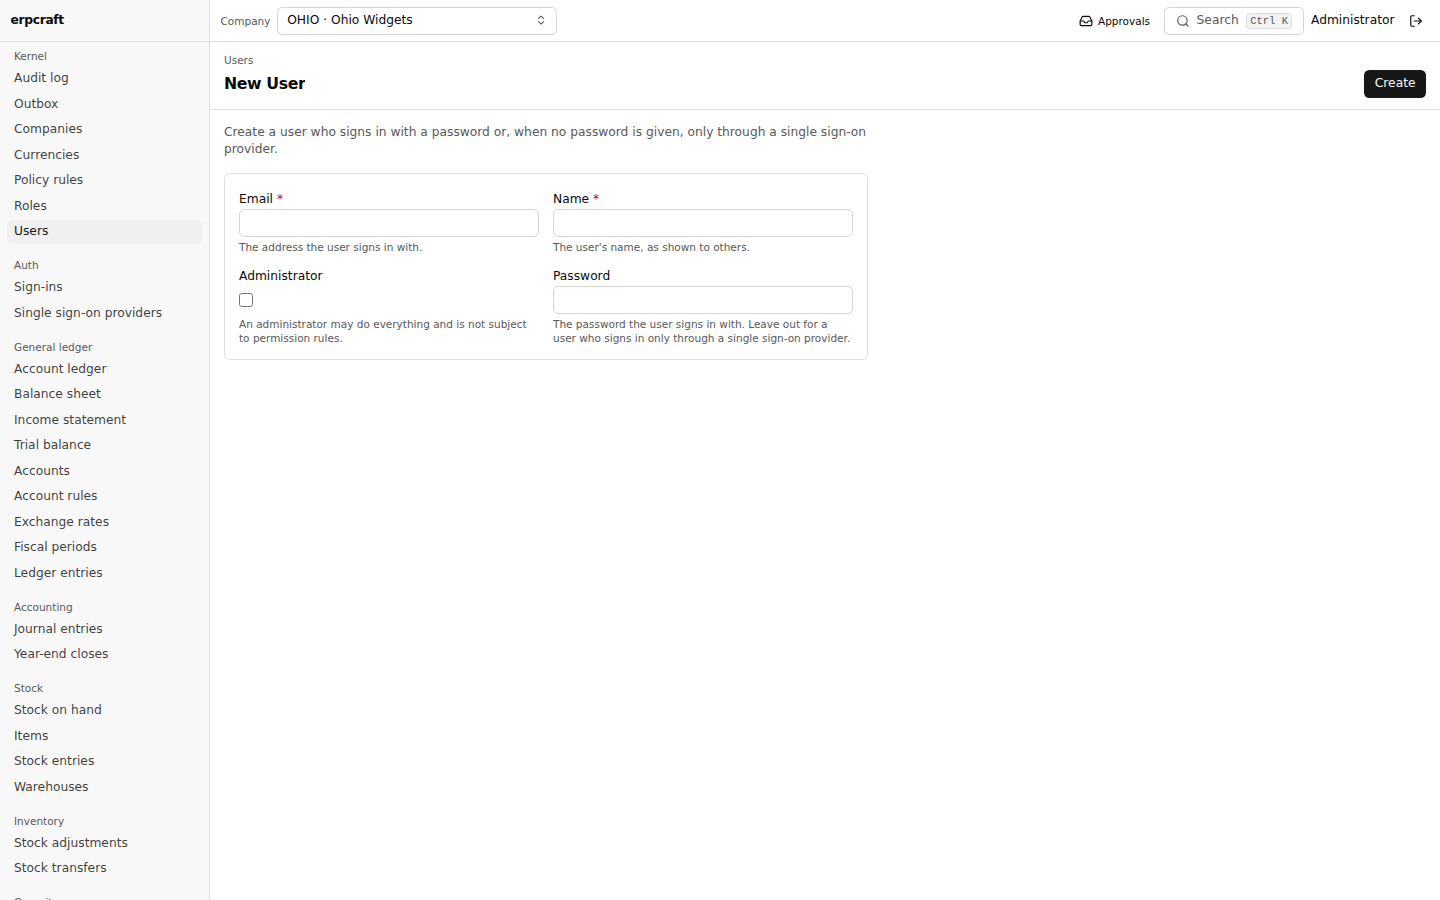 erpcraft
Company
OHIO · Ohio Widgets
Approvals
Search
Ctrl K
Administrator
Kernel
Audit log
Outbox
Companies
Currencies
Policy rules
Roles
Users
Auth
Sign-ins
Single sign-on providers
General ledger
Account ledger
Balance sheet
Income statement
Trial balance
Accounts
Account rules
Exchange rates
Fiscal periods
Ledger entries
Accounting
Journal entries
Year-end closes
Stock
Stock on hand
Items
Stock entries
Warehouses
Inventory
Stock adjustments
Stock transfers
Users
New User
Create
Create a user who signs in with a password or, when no password is given, only through a single sign-on
provider.
Email *
The address the user signs in with.
Name *
The user's name, as shown to others.
Administrator
An administrator may do everything and is not subject
to permission rules.
Password
The password the user signs in with. Leave out for a
user who signs in only through a single sign-on provider.